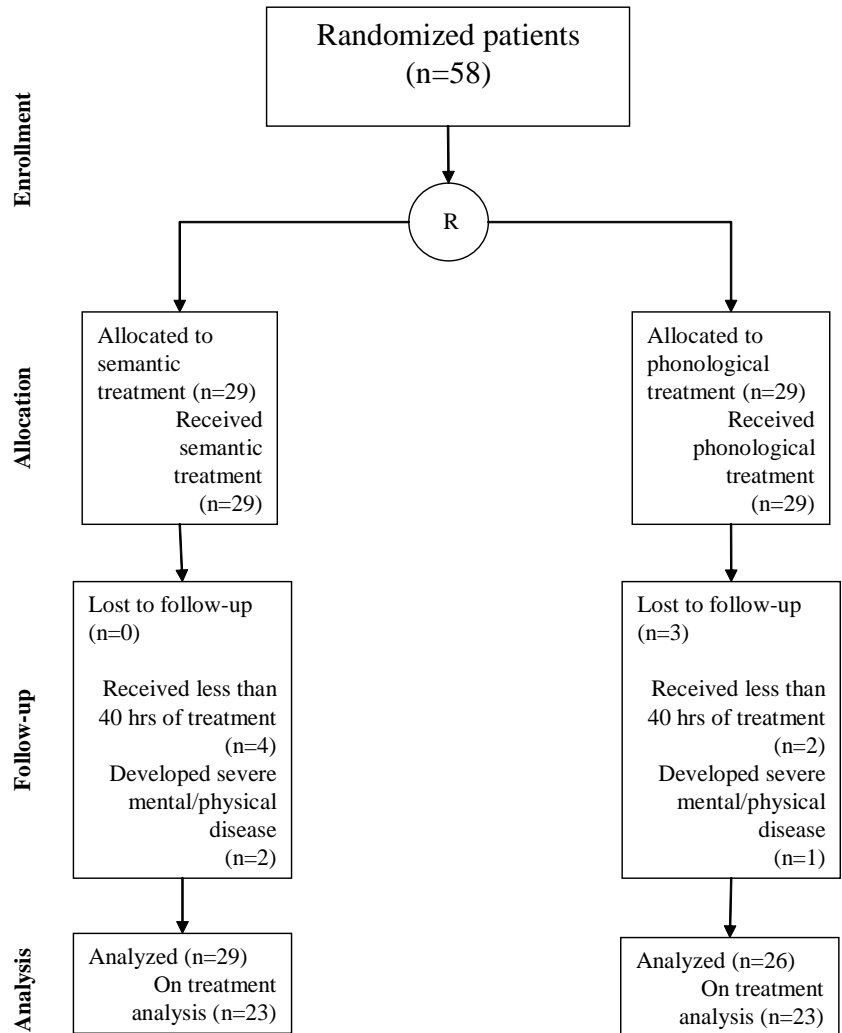 Randomized patients
(n=58)
Enrollment
R
Allocation
Allocated to
semantic
treatment (n=29)
Received
semantic
treatment
(n=29)
Allocated to
phonological
treatment (n=29)
Received
phonological
treatment
(n=29)
Follow-up
Lost to follow-up
(n=0)
Received less than
40 hrs of treatment
(n=4)
Developed severe
mental/physical
disease
(n=2)
Lost to follow-up
(n=3)
Received less than
40 hrs of treatment
(n=2)
Developed severe
mental/physical
disease
(n=1)
Analysis
Analyzed (n=29)
On treatment
analysis (n=23)
Analyzed (n=26)
On treatment
analysis (n=23)